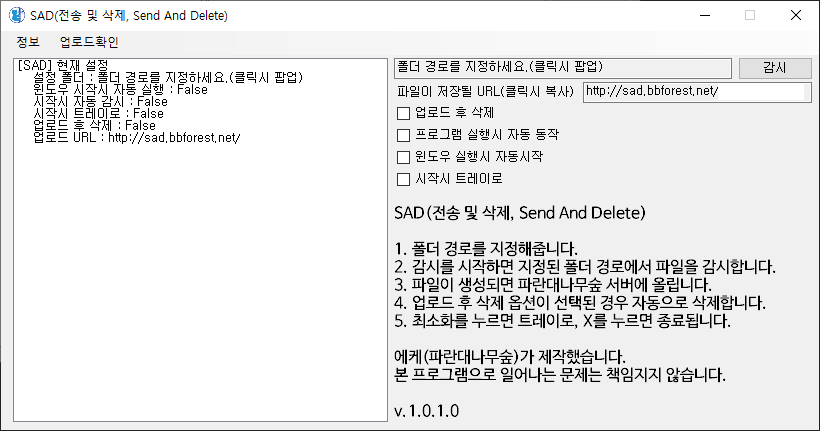 SAD(전송 및 삭제, Send And Delete)
정보 업로드확인
[SAD] 현재 설정
설정 폴더 : 폴더 경로를 지정하세요.(클릭시 팝업)
윈도우 시작시 자동 실행 : False
시작시 자동 감시 : False
시작시 트레이로 : False
업로드 후 삭제 : False
업로드 URL : http://sad.bbforest.net/
폴더 경로를 지정하세요.(클릭시 팝업) 감시
파일이 저장될 URL(클릭시 복사) http://sad.bbforest.net/
업로드 후 삭제
프로그램 실행시 자동 동작
윈도우 실행시 자동시작
시작시 트레이로
SAD(전송 및 삭제, Send And Delete)
1. 폴더 경로를 지정해줍니다.
2. 감시를 시작하면 지정된 폴더 경로에서 파일을 감시합니다.
3. 파일이 생성되면 파란대나무숲 서버에 올립니다.
4. 업로드 후 삭제 옵션이 선택된 경우 자동으로 삭제합니다.
5. 최소화를 누르면 트레이로, X를 누르면 종료됩니다.
에케(파란대나무숲)가 제작했습니다.
본 프로그램으로 일어나는 문제는 책임지지 않습니다.
v.1.0.1.0